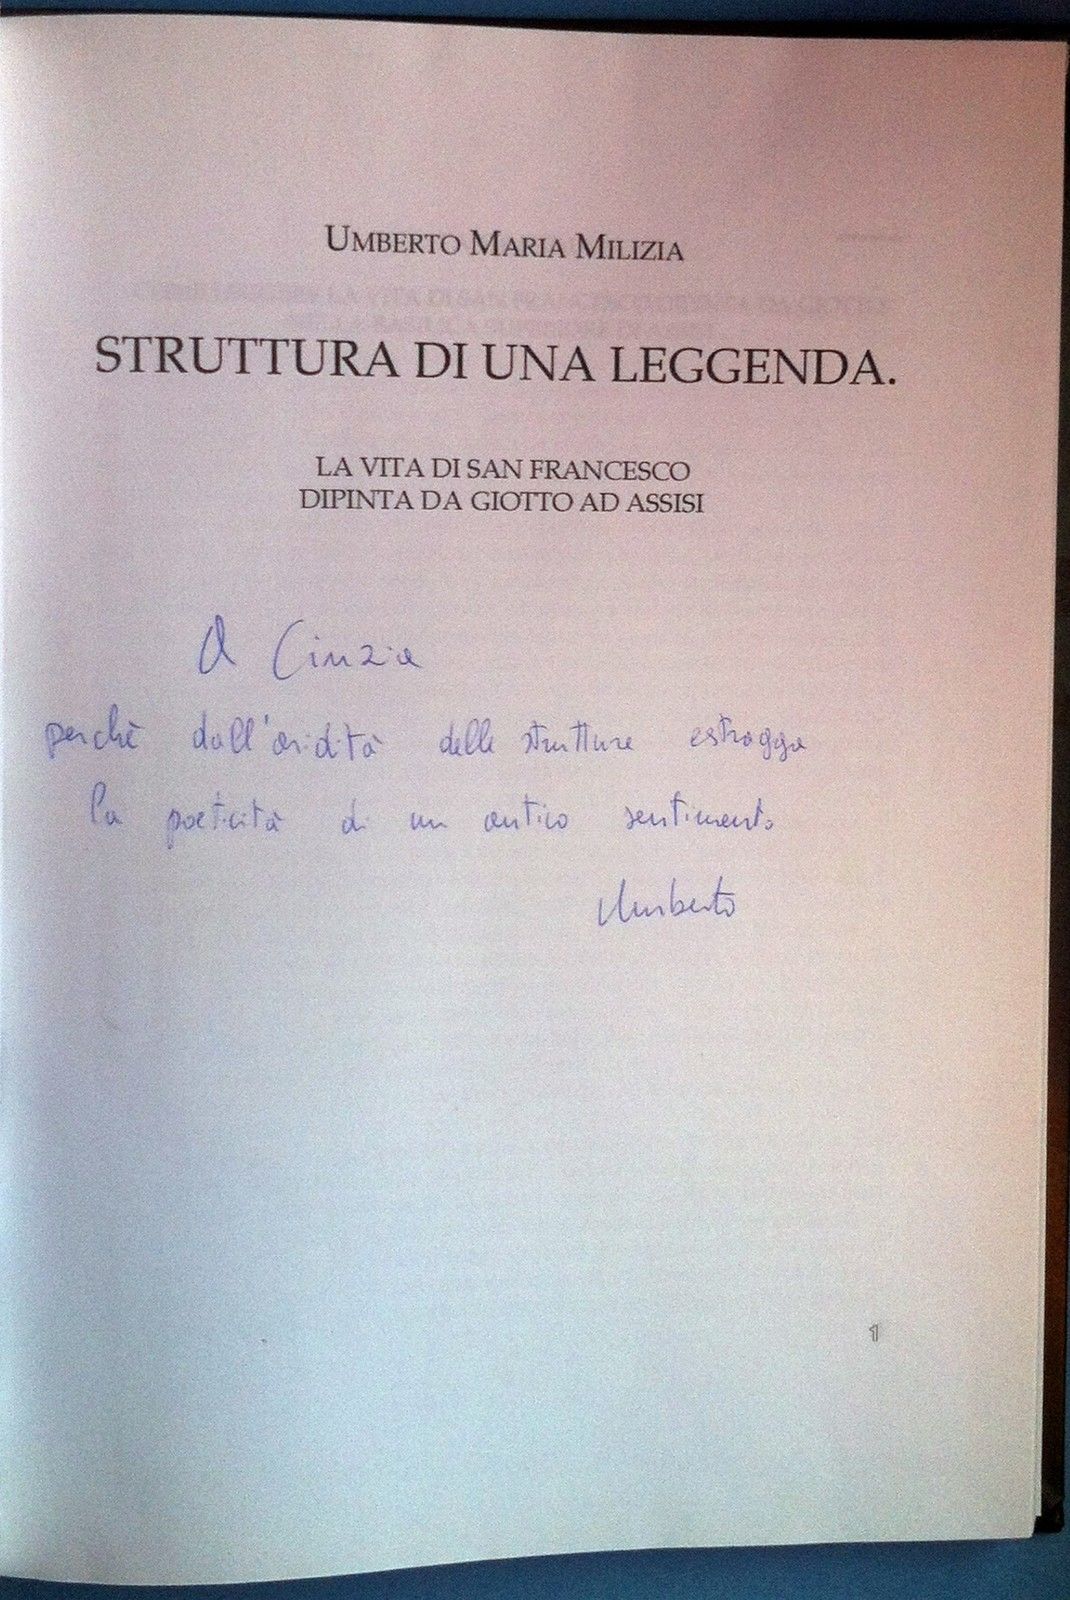 UMBERTO MARIA MILIZIA
STRUTTURA DI UNA LEGGENDA.
LA VITA DI SAN FRANCESCO
DIPINTA DA GIOTTO AD ASSISI
A Cinzia
perchè dall'aridità delle strutture estragga
la poeticità di un antico sentimento
Umberto
1